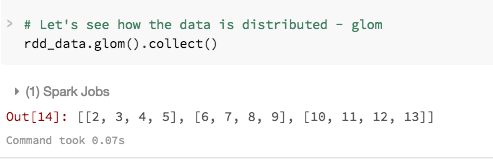 > # Let's see how the data is distributed - glom
rdd_data.glom().collect()
▸ (1) Spark Jobs
Out[14]: [[2, 3, 4, 5], [6, 7, 8, 9], [10, 11, 12, 13]]
Command took 0.07s